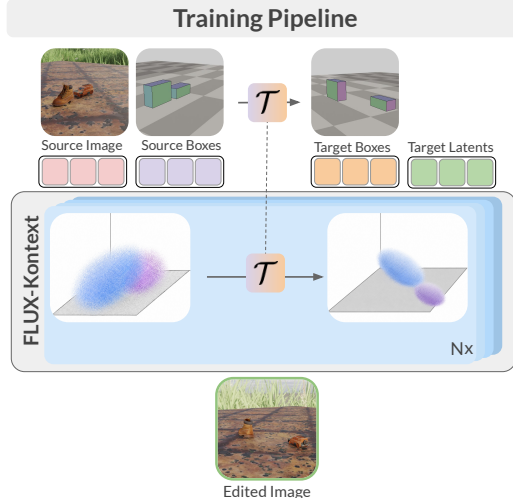 Training Pipeline
𝒯
Source Image
Source Boxes
Target Boxes
Target Latents
FLUX-Kontext
𝒯
Nx
Edited Image